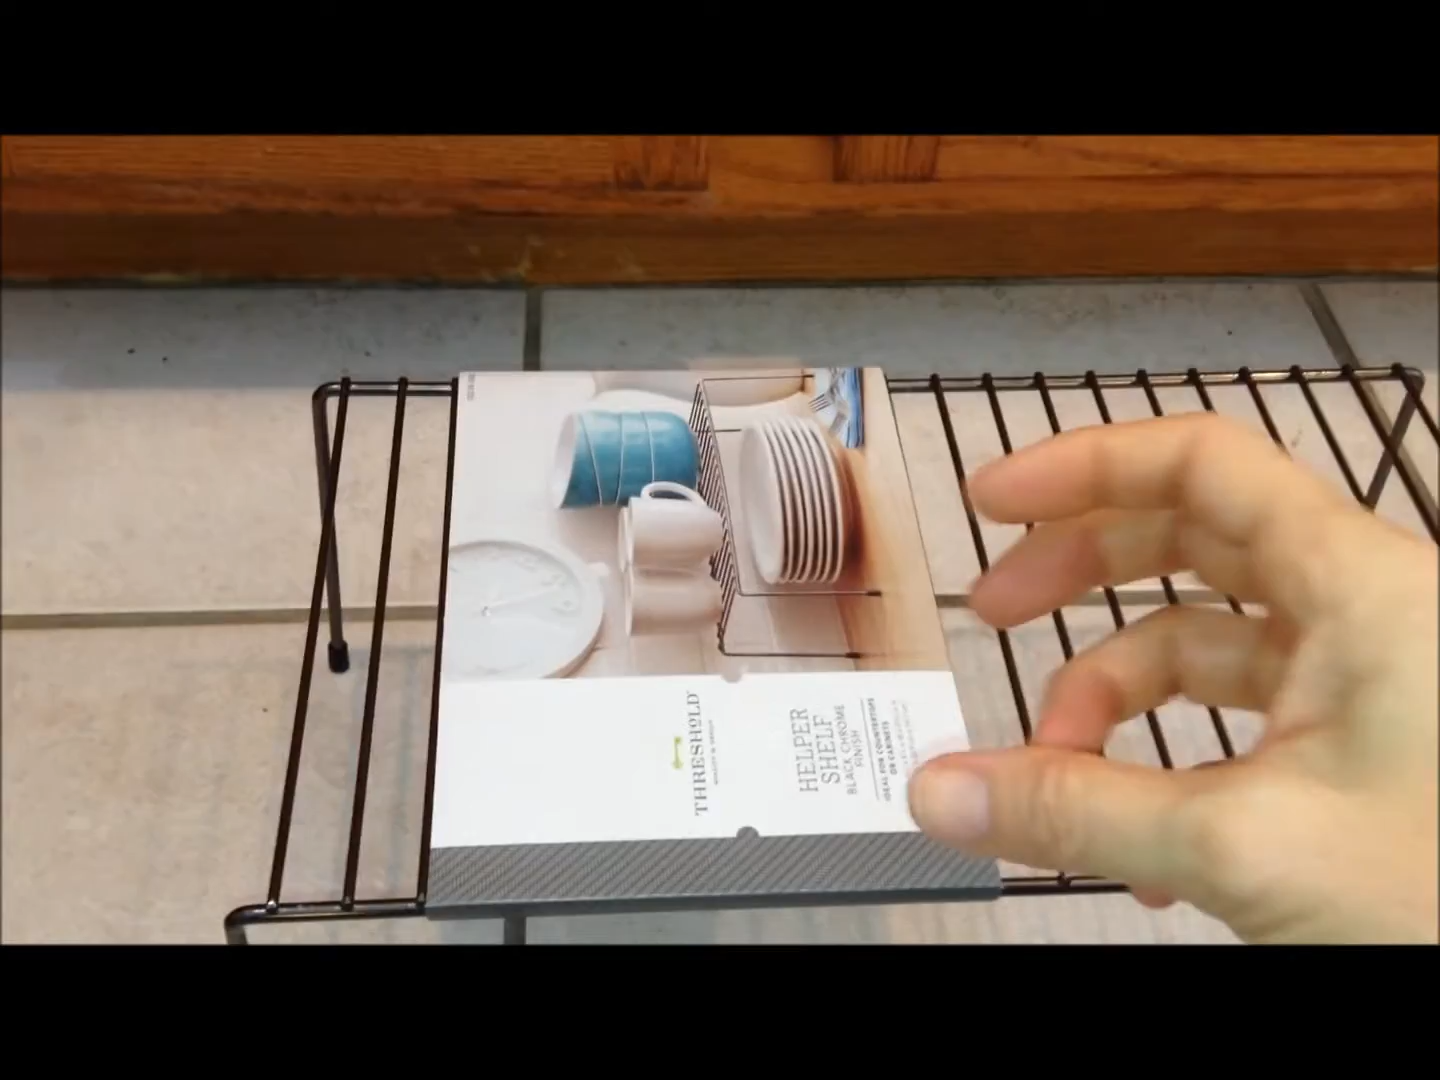 THRESHOLD
HELPER
SHELF
BLACK CHROME
FINISH
IDEAL FOR COUNTERTOPS
OR CABINETS